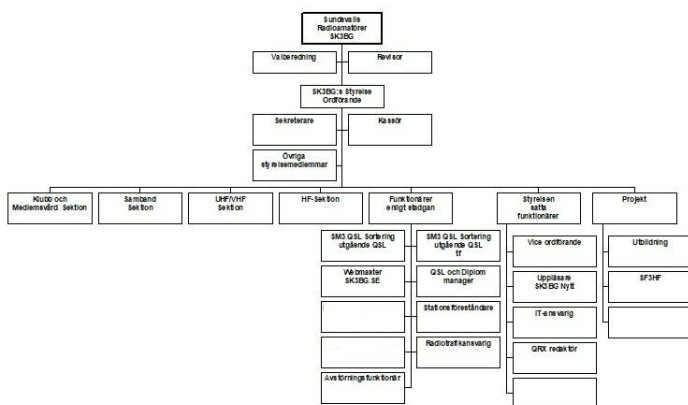 Sundsvalls
Radioamatörer
SK3BG
Valberedning
Revisor
SK3BG:s Styrelse
Ordförande
Sekreterare
Kassör
Övriga
styrelsemedlemmar
Klubb och
Medlemsvård Sektion
Samband
Sektion
UHF/VHF
Sektion
HF-Sektion
Funktionärer
enligt stadgan
Styrelsen
satta
funktionärer
Projekt
SM3 QSL Sortering
utgående QSL
SM3 QSL Sortering
utgående QSL
tf
Vice ordförande
Utbildning
Webmaster
SK3BG.SE
QSL och Diplom
manager
Uppläsare
SK3BG Nytt
SF3HF
Stationsföreståndare
IT-ansvarig
Radiotrafikansvarig
QRX redaktör
Avstörningsfunktionär